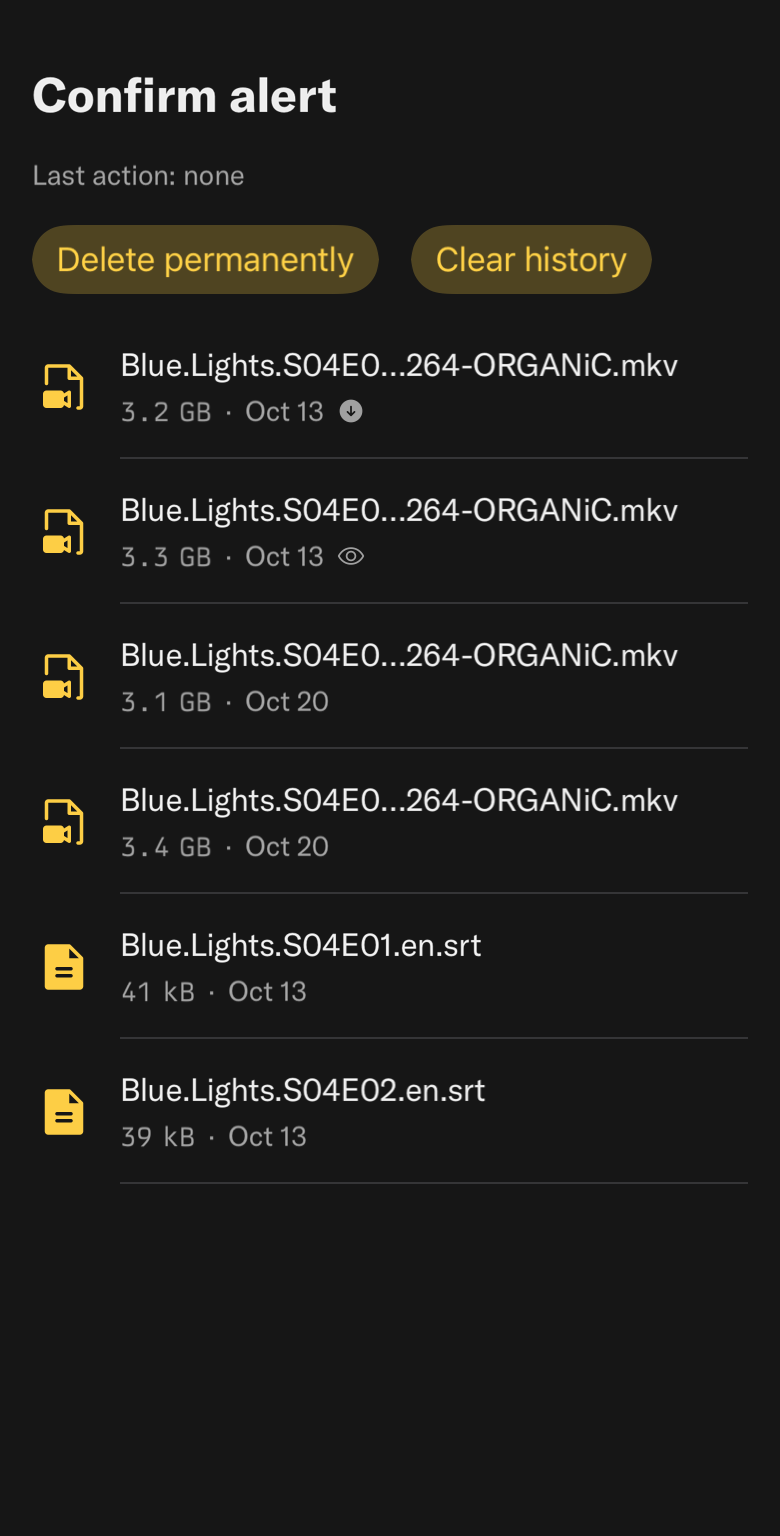 Confirm alert
Last action: none
Delete permanently
Clear history
Blue.Lights.S04E0...264-ORGANiC.mkv
3.2 GB · Oct 13
Blue.Lights.S04E0...264-ORGANiC.mkv
3.3 GB · Oct 13
Blue.Lights.S04E0...264-ORGANiC.mkv
3.1 GB · Oct 20
Blue.Lights.S04E0...264-ORGANiC.mkv
3.4 GB · Oct 20
Blue.Lights.S04E01.en.srt
41 kB · Oct 13
Blue.Lights.S04E02.en.srt
39 kB · Oct 13